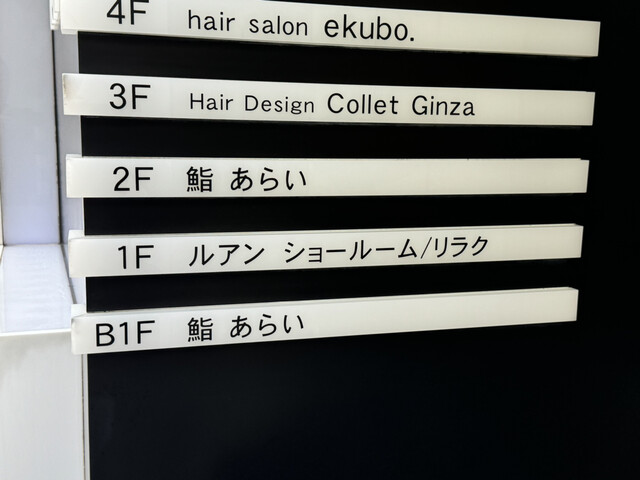 4F hair salon ekubo.
3F Hair Design Collet Ginza
2F 鮨 あらい
1F ルアン ショールーム/リラク
B1F 鮨 あらい